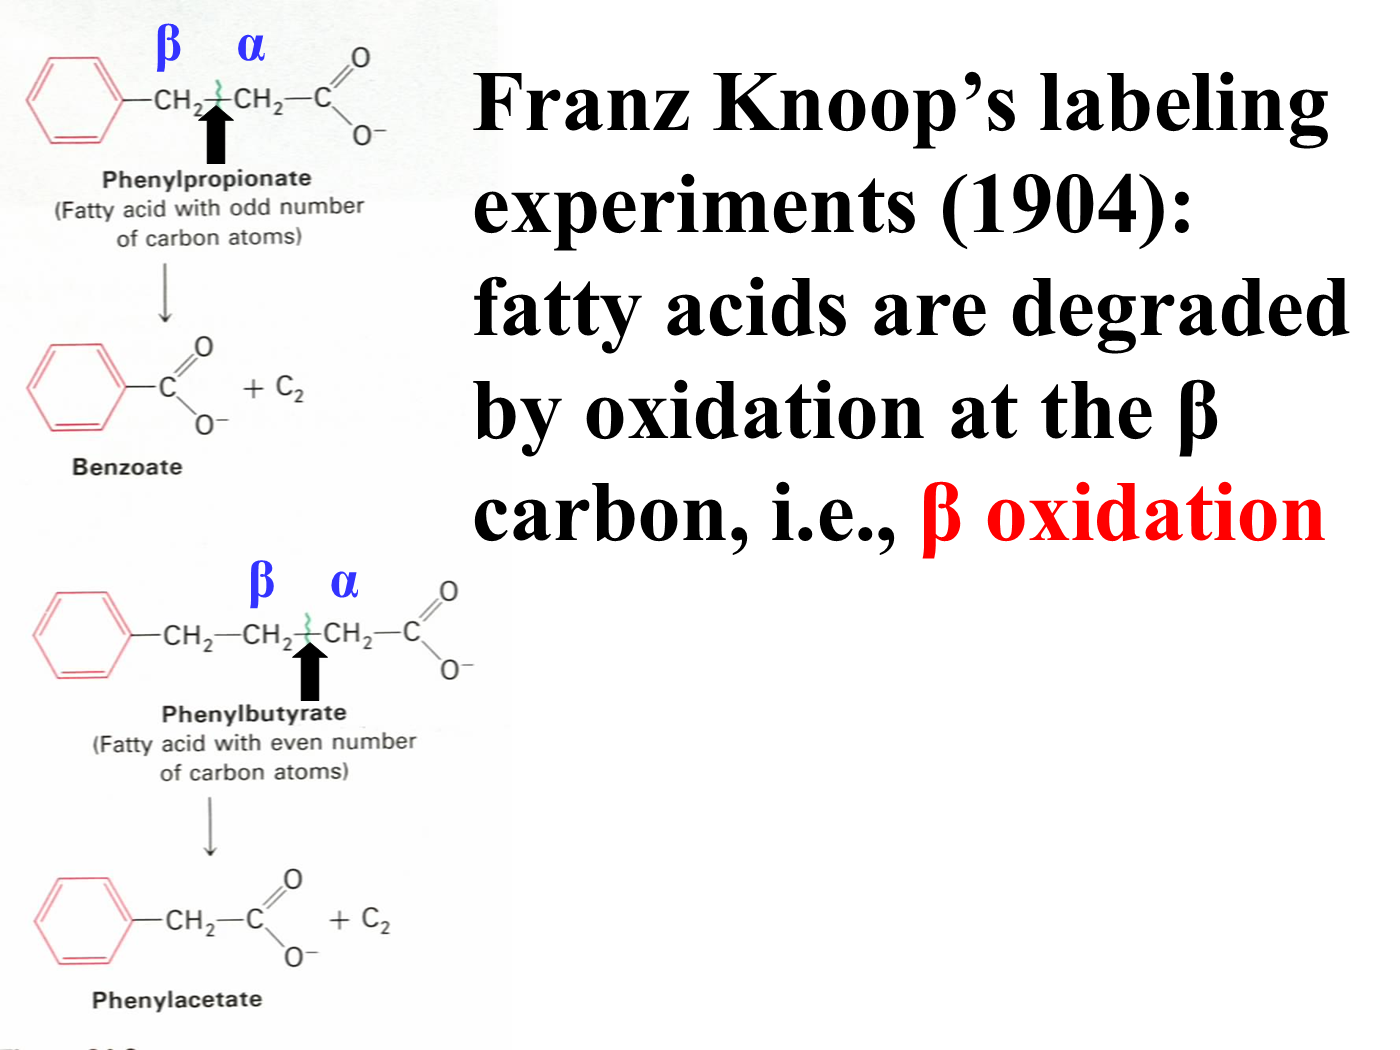 β α
CH₂ CH₂—C O O⁻
Phenylpropionate
(Fatty acid with odd number
of carbon atoms)
C O O⁻ + C₂
Benzoate
β α
CH₂—CH₂ CH₂—C O O⁻
Phenylbutyrate
(Fatty acid with even number
of carbon atoms)
CH₂—C O O⁻ + C₂
Phenylacetate
Franz Knoop’s labeling
experiments (1904):
fatty acids are degraded
by oxidation at the β
carbon, i.e., β oxidation